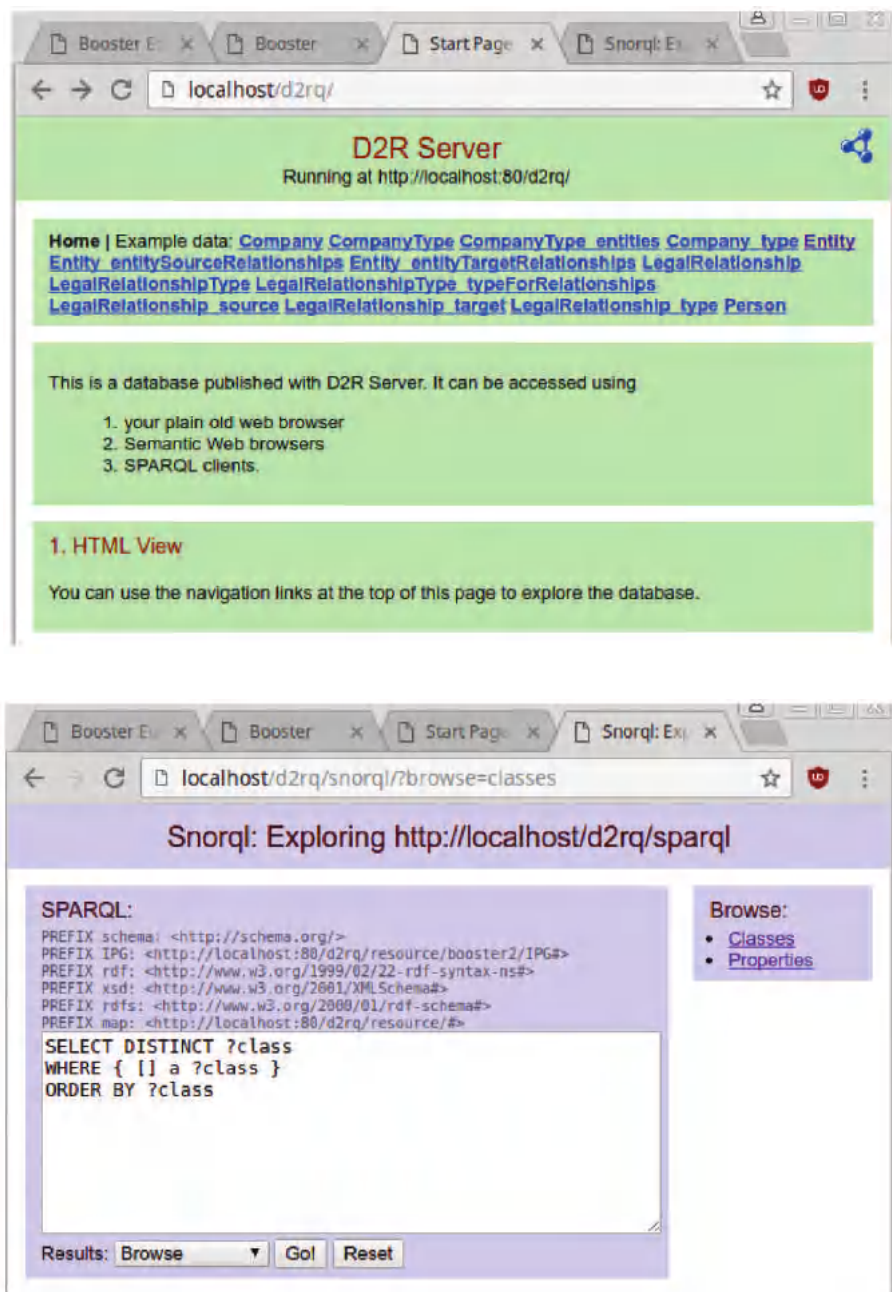 Booster E
Booster
Start Page
Snorql: Ex
localhost/d2rq/
D2R Server
Running at http://localhost:80/d2rq/
Home | Example data: Company CompanyType CompanyType_entities Company_type Entity
Entity_entitySourceRelationships Entity_entityTargetRelationships LegalRelationship
LegalRelationshipType LegalRelationshipType_typeForRelationships
LegalRelationship_source LegalRelationship_target LegalRelationship_type Person
This is a database published with D2R Server. It can be accessed using
1. your plain old web browser
2. Semantic Web browsers
3. SPARQL clients.
1. HTML View
You can use the navigation links at the top of this page to explore the database.
Booster E
Booster
Start Page
Snorql: Ex
localhost/d2rq/snorql/?browse=classes
Snorql: Exploring http://localhost/d2rq/sparql
SPARQL:
PREFIX schema: <http://schema.org/>
PREFIX IPG: <http://localhost:80/d2rq/resource/booster2/IPG#>
PREFIX rdf: <http://www.w3.org/1999/02/22-rdf-syntax-ns#>
PREFIX xsd: <http://www.w3.org/2001/XMLSchema#>
PREFIX rdfs: <http://www.w3.org/2000/01/rdf-schema#>
PREFIX map: <http://localhost:80/d2rq/resource/#>
SELECT DISTINCT ?class
WHERE { [] a ?class }
ORDER BY ?class
Results: Browse Go! Reset
Browse:
• Classes
• Properties